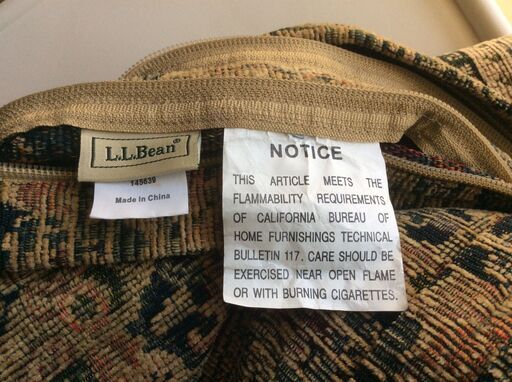 L.L.Bean®
145639
Made in China
NOTICE
THIS ARTICLE MEETS THE
FLAMMABILITY REQUIREMENTS
OF CALIFORNIA BUREAU OF
HOME FURNISHINGS TECHNICAL
BULLETIN 117. CARE SHOULD BE
EXERCISED NEAR OPEN FLAME
OR WITH BURNING CIGARETTES.